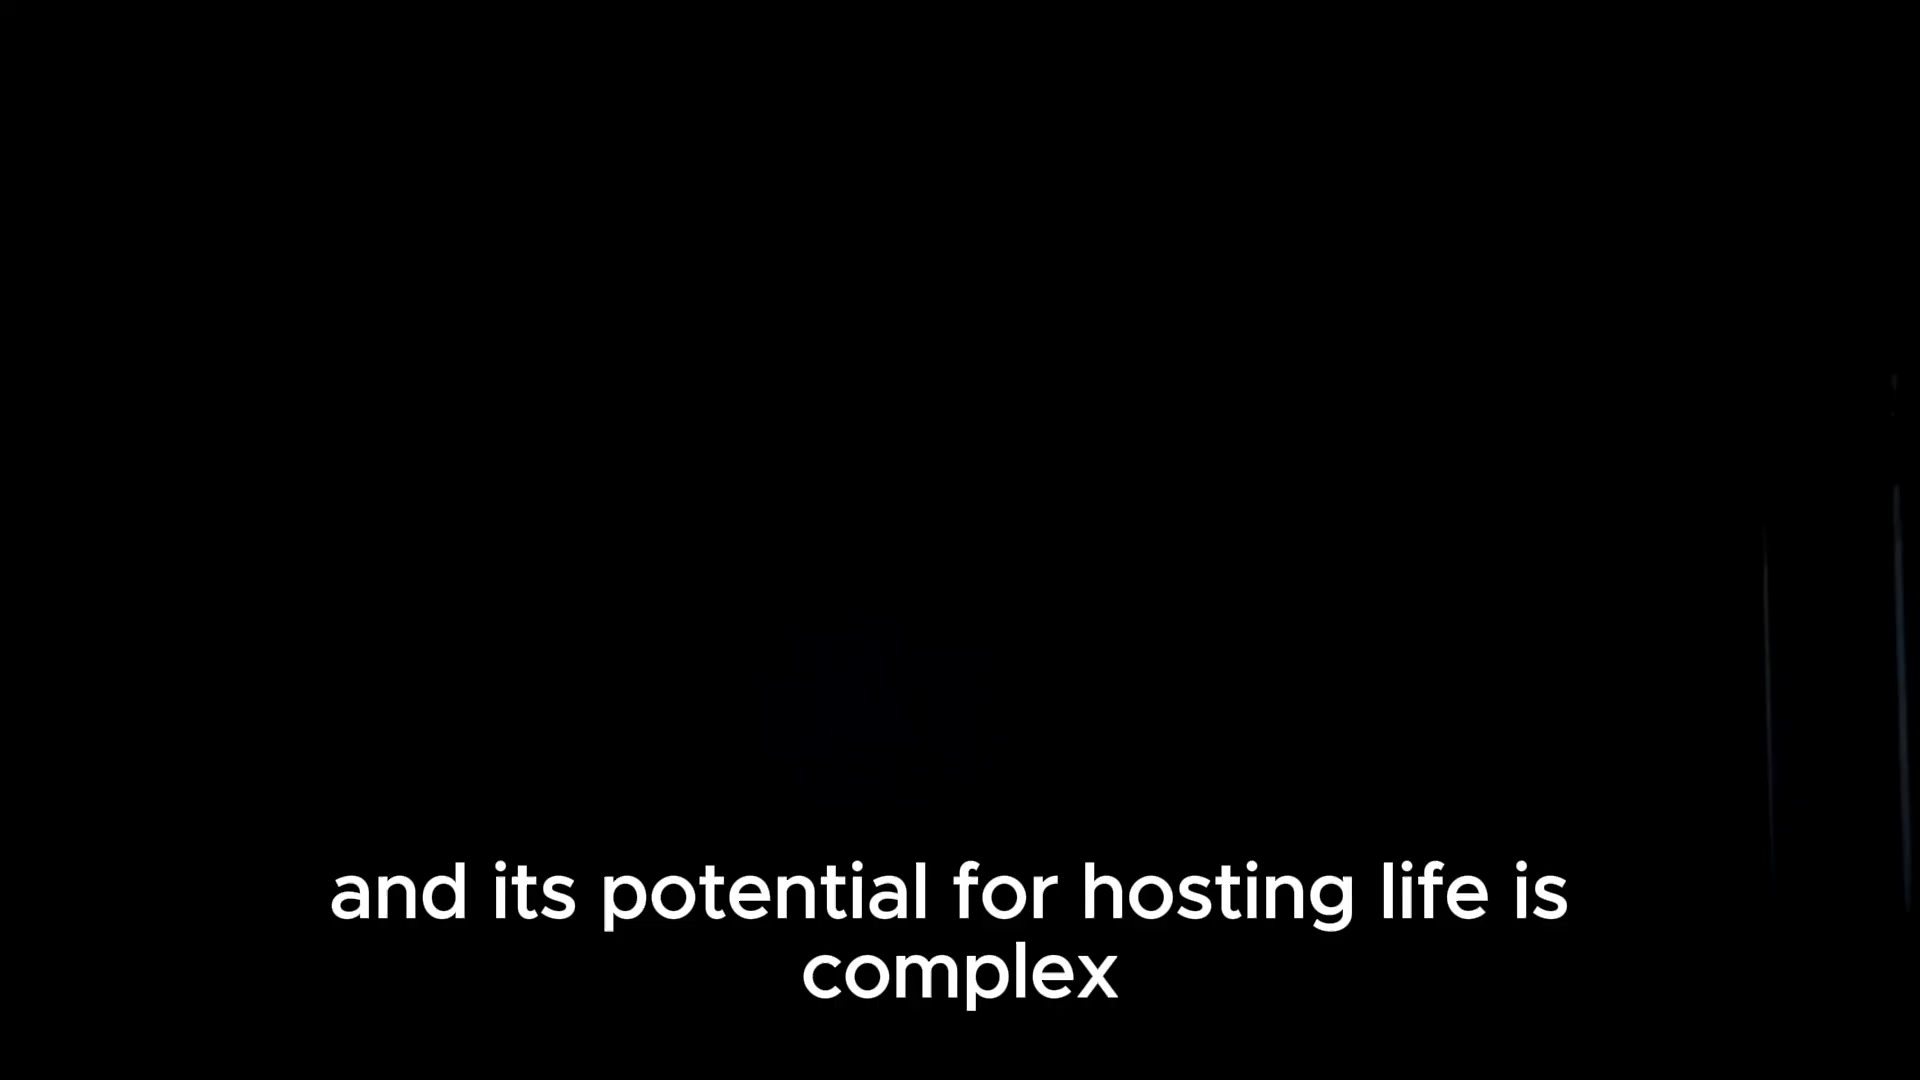 and its potential for hosting life is
complex